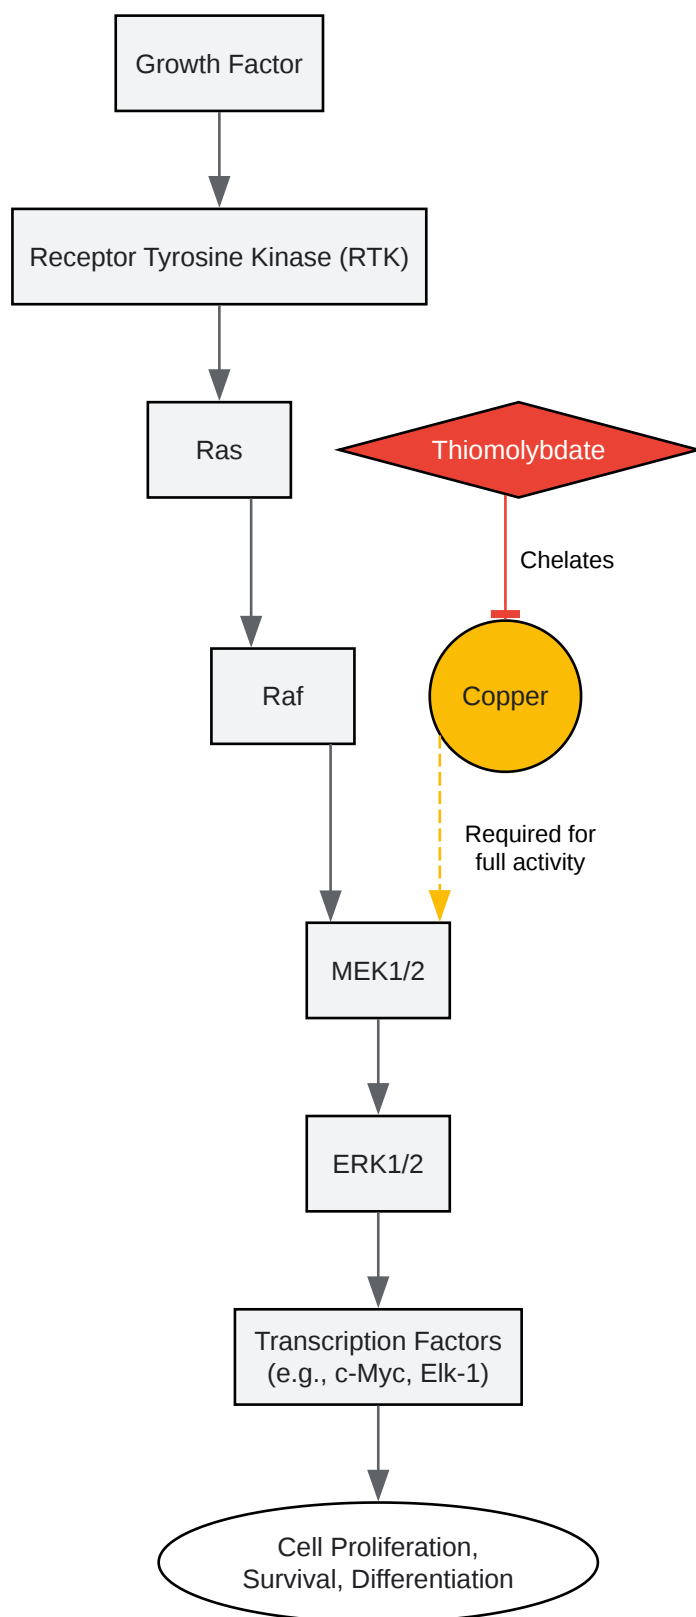 Growth Factor
Receptor Tyrosine Kinase (RTK)
Ras
Thiomolybdate
Chelates
Raf
Copper
Required for
full activity
MEK1/2
ERK1/2
Transcription Factors
(e.g., c-Myc, Elk-1)
Cell Proliferation,
Survival, Differentiation